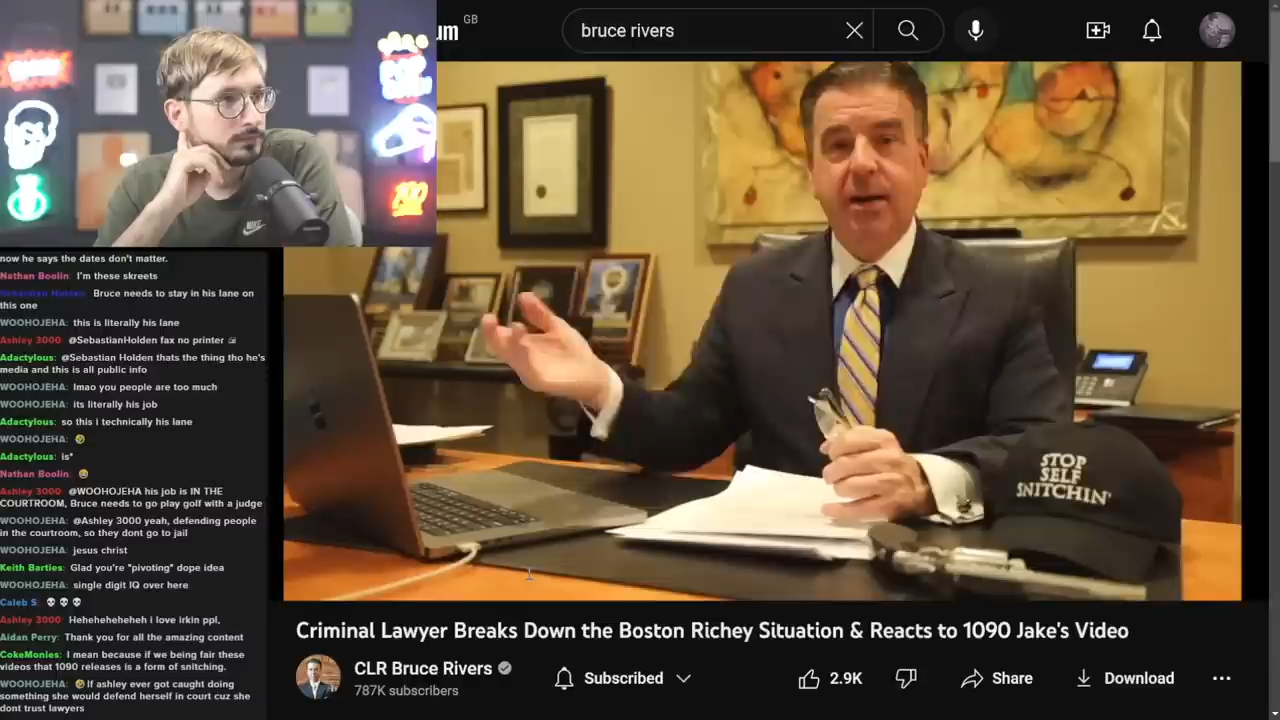 um GB
bruce rivers
100
NIKE
STOP
SELF
SNITCHIN'
now he says the dates don't matter.
Nathan Boolin: I'm these skreets
Sebastian Holden: Bruce needs to stay in his lane on
this one
WOOHOJEHA: this is literally his lane
Ashley 3000 @SebastianHolden fax no printer
Adactylous: @Sebastian Holden thats the thing tho he's
media and this is all public info
WOOHOJEHA: lmao you people are too much
WOOHOJEHA: its literally his job
Adactylous: so this i technically his lane
WOOHOJEHA: 🤣
Adactylous: is*
Nathan Boolin: 😂
Ashley 3000 @WOOHOJEHA his job is IN THE
COURTROOM, Bruce needs to go play golf with a judge
WOOHOJEHA: @Ashley 3000 yeah, defending people
in the courtroom, so they dont go to jail
WOOHOJEHA: jesus christ
Keith Barties: Glad you're "pivoting" dope idea
WOOHOJEHA: single digit IQ over here
Caleb S: 💀 💀 💀
Ashley 3000: Heheheheheheh i love irkin ppl,
Aidan Perry: Thank you for all the amazing content
CokeMonies: I mean because if we being fair these
videos that 1090 releases is a form of snitching.
WOOHOJEHA: 🤣If ashley ever got caught doing
something she would defend herself in court cuz she
dont trust lawyers
Criminal Lawyer Breaks Down the Boston Richey Situation & Reacts to 1090 Jake's Video
CLR Bruce Rivers
787K subscribers
Subscribed
2.9K
Share
Download